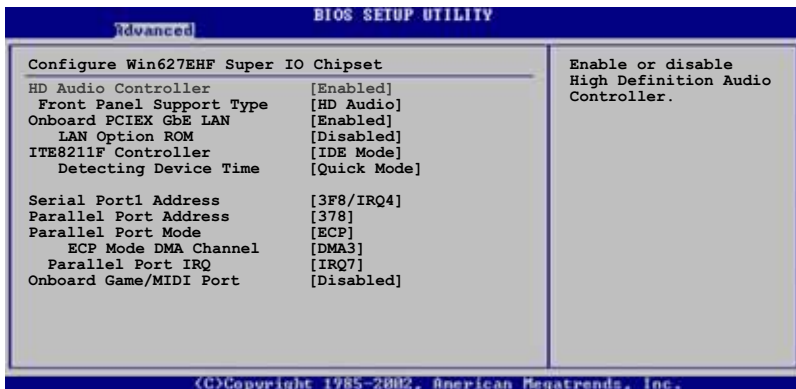 BIOS SETUP UTILITY
Advanced
Configure Win627EHF Super IO Chipset
HD Audio Controller [Enabled]
Front Panel Support Type [HD Audio]
Onboard PCIEX GbE LAN [Enabled]
LAN Option ROM [Disabled]
ITE8211F Controller [IDE Mode]
Detecting Device Time [Quick Mode]
Serial Port1 Address [3F8/IRQ4]
Parallel Port Address [378]
Parallel Port Mode [ECP]
ECP Mode DMA Channel [DMA3]
Parallel Port IRQ [IRQ7]
Onboard Game/MIDI Port [Disabled]
Enable or disable
High Definition Audio
Controller.
(C)Copyright 1985-2002, American Megatrends, Inc.